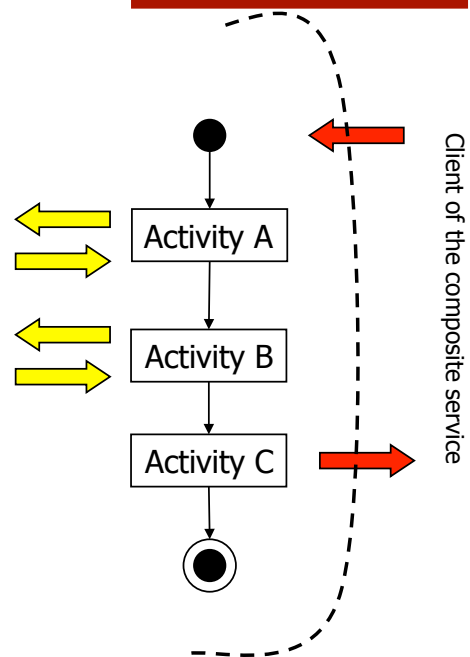 Activity A
Activity B
Activity C
Client of the composite service